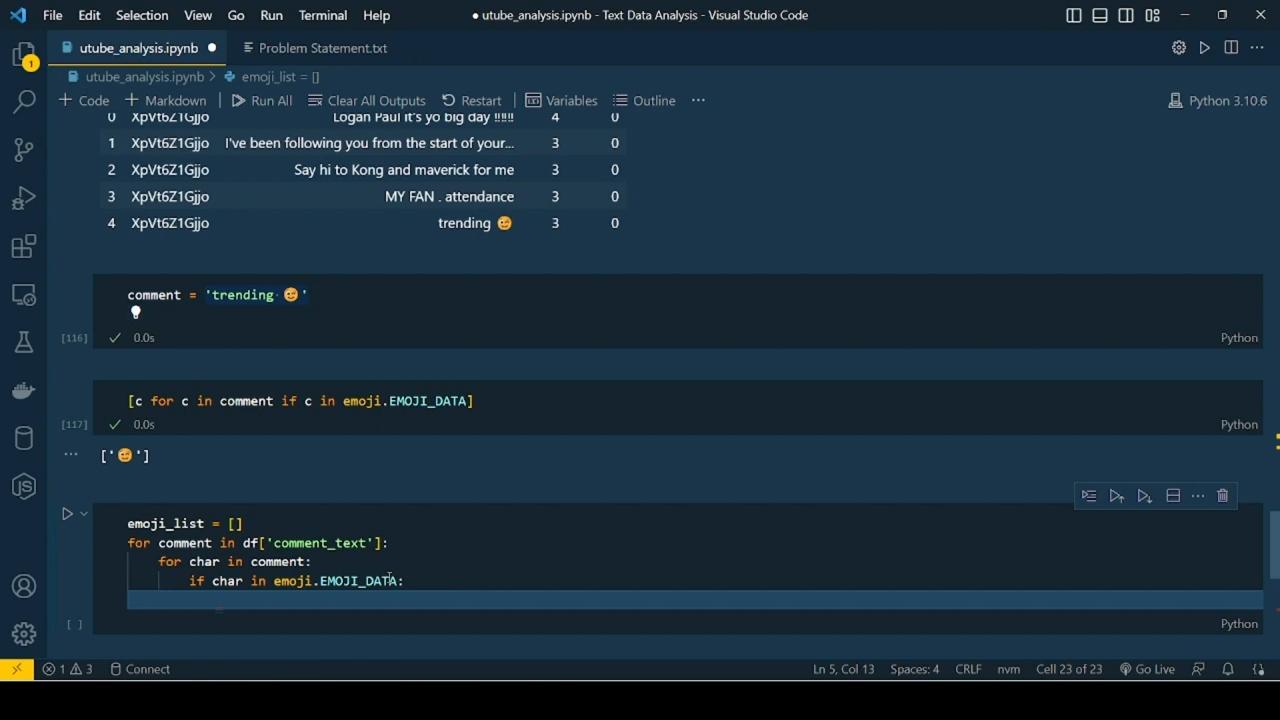 File Edit Selection View Go Run Terminal Help ● utube_analysis.ipynb - Text Data Analysis - Visual Studio Code
utube_analysis.ipynb ● Problem Statement.txt
1
utube_analysis.ipynb > emoji_list = []
+ Code + Markdown Run All Clear All Outputs Restart Variables Outline ··· Python 3.10.6
0 XpVt6Z1Gjjo Logan Paul it's yo big day !!!!!! 4 0
1 XpVt6Z1Gjjo I've been following you from the start of your... 3 0
2 XpVt6Z1Gjjo Say hi to Kong and maverick for me 3 0
3 XpVt6Z1Gjjo MY FAN . attendance 3 0
4 XpVt6Z1Gjjo trending 😉 3 0
comment = 'trending 😉'
[116] ✓ 0.0s Python
[c for c in comment if c in emoji.EMOJI_DATA]
[117] ✓ 0.0s Python
··· ['😉']
emoji_list = []
for comment in df['comment_text']:
for char in comment:
if char in emoji.EMOJI_DATA:
[ ] Python
1 3 Connect Ln 5, Col 13 Spaces: 4 CRLF nvm Cell 23 of 23 Go Live